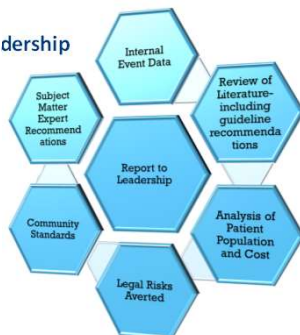 dership
Internal
Event Data
Subject
Matter
Expert
Recommend
ations
Review of
Literature-
including
guideline
recommenda
tions
Report to
Leadership
Community
Standards
Analysis of
Patient
Population
and Cost
Legal Risks
Averted